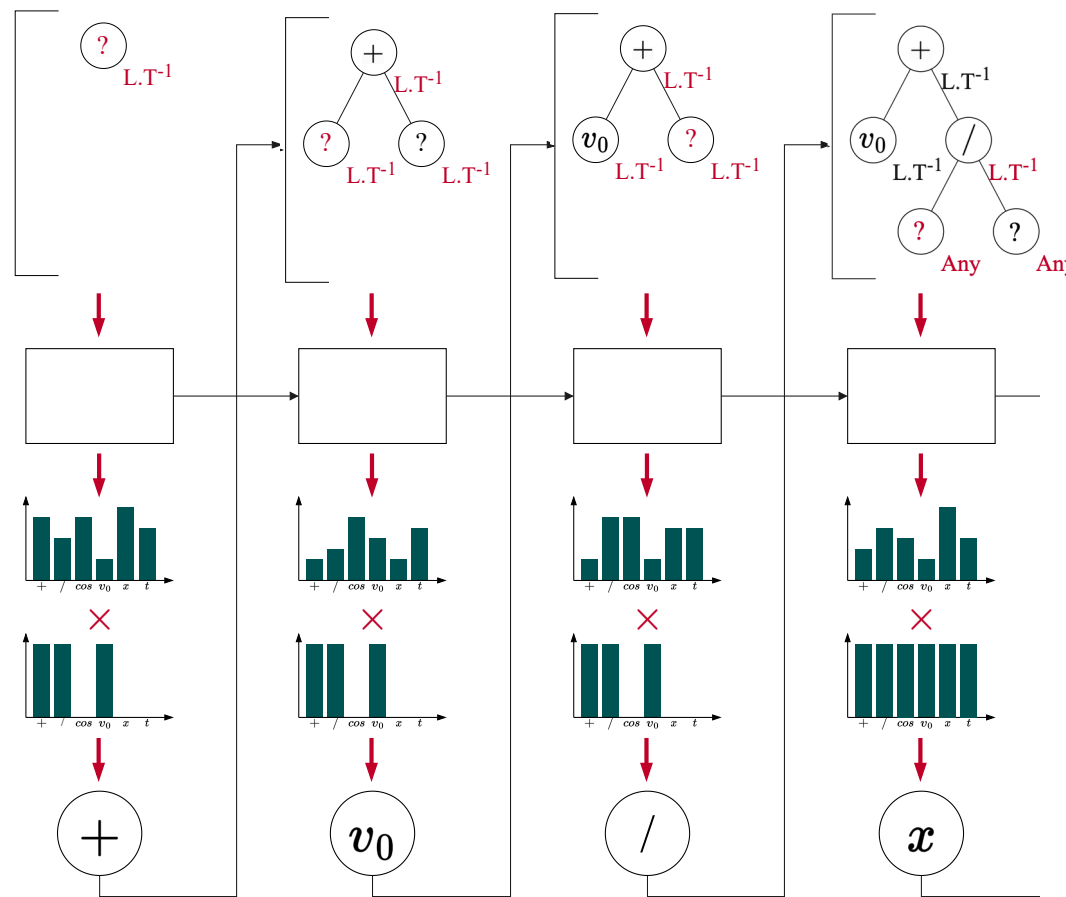 ?
L.T⁻¹
+
L.T⁻¹
? ?
L.T⁻¹ L.T⁻¹
+
L.T⁻¹
v₀ ?
L.T⁻¹ L.T⁻¹
+
L.T⁻¹
v₀ /
L.T⁻¹ L.T⁻¹
? ?
Any Any
+ / cos v₀ x t
+ / cos v₀ x t
+ / cos v₀ x t
+ / cos v₀ x t
× × × ×
+ / cos v₀ x t
+ / cos v₀ x t
+ / cos v₀ x t
+ / cos v₀ x t
+ v₀ / x